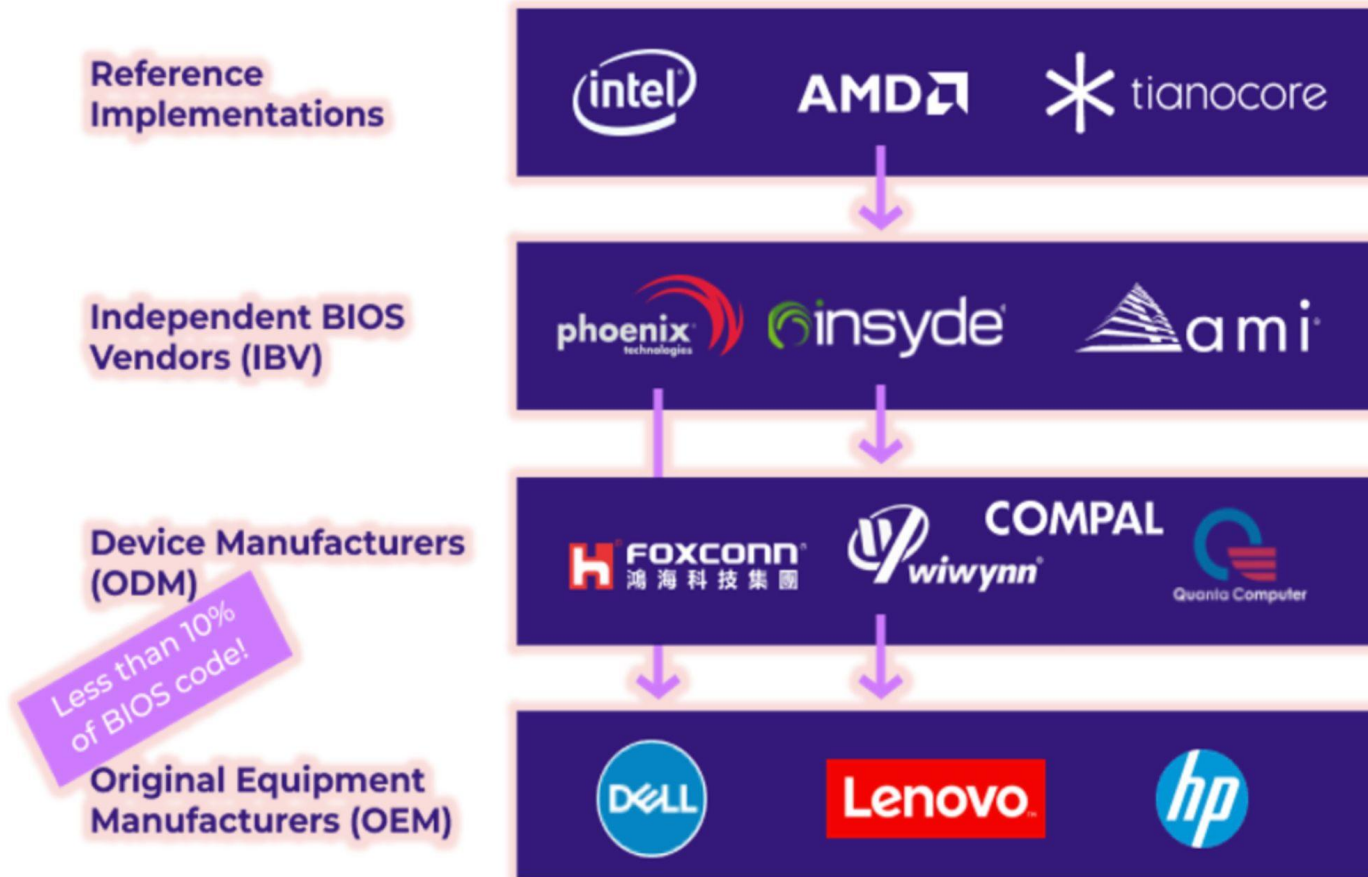 Reference
Implementations
intel
AMD
tianocore
Independent BIOS
Vendors (IBV)
phoenix
technologies
insyde
ami
Device Manufacturers
(ODM)
FOXCONN
鴻海科技集團
wiwynn
COMPAL
Quanta Computer
Less than 10%
of BIOS code!
Original Equipment
Manufacturers (OEM)
DELL
Lenovo
hp